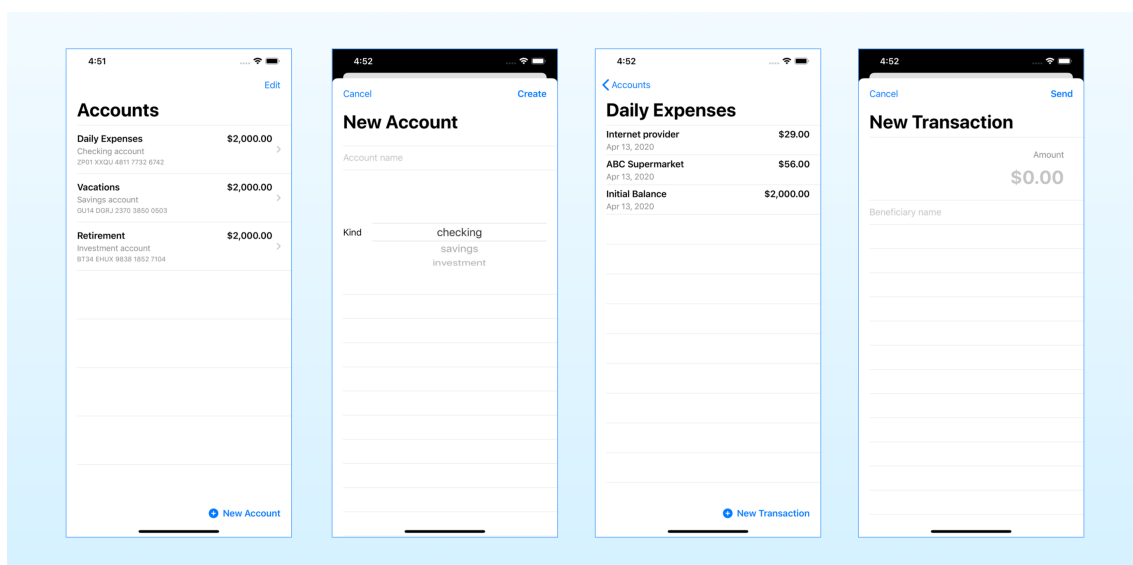 4:51
Edit
Accounts
Daily Expenses $2,000.00
Checking account
ZP01 XXQU 4811 7732 6742
Vacations $2,000.00
Savings account
GU14 DGRJ 2370 3850 0503
Retirement $2,000.00
Investment account
BT34 EHUX 9838 1852 7104
New Account
4:52
Cancel Create
New Account
Account name
Kind checking
savings
investment
4:52
Accounts
Daily Expenses
Internet provider $29.00
Apr 13, 2020
ABC Supermarket $56.00
Apr 13, 2020
Initial Balance $2,000.00
Apr 13, 2020
New Transaction
4:52
Cancel Send
New Transaction
Amount
$0.00
Beneficiary name